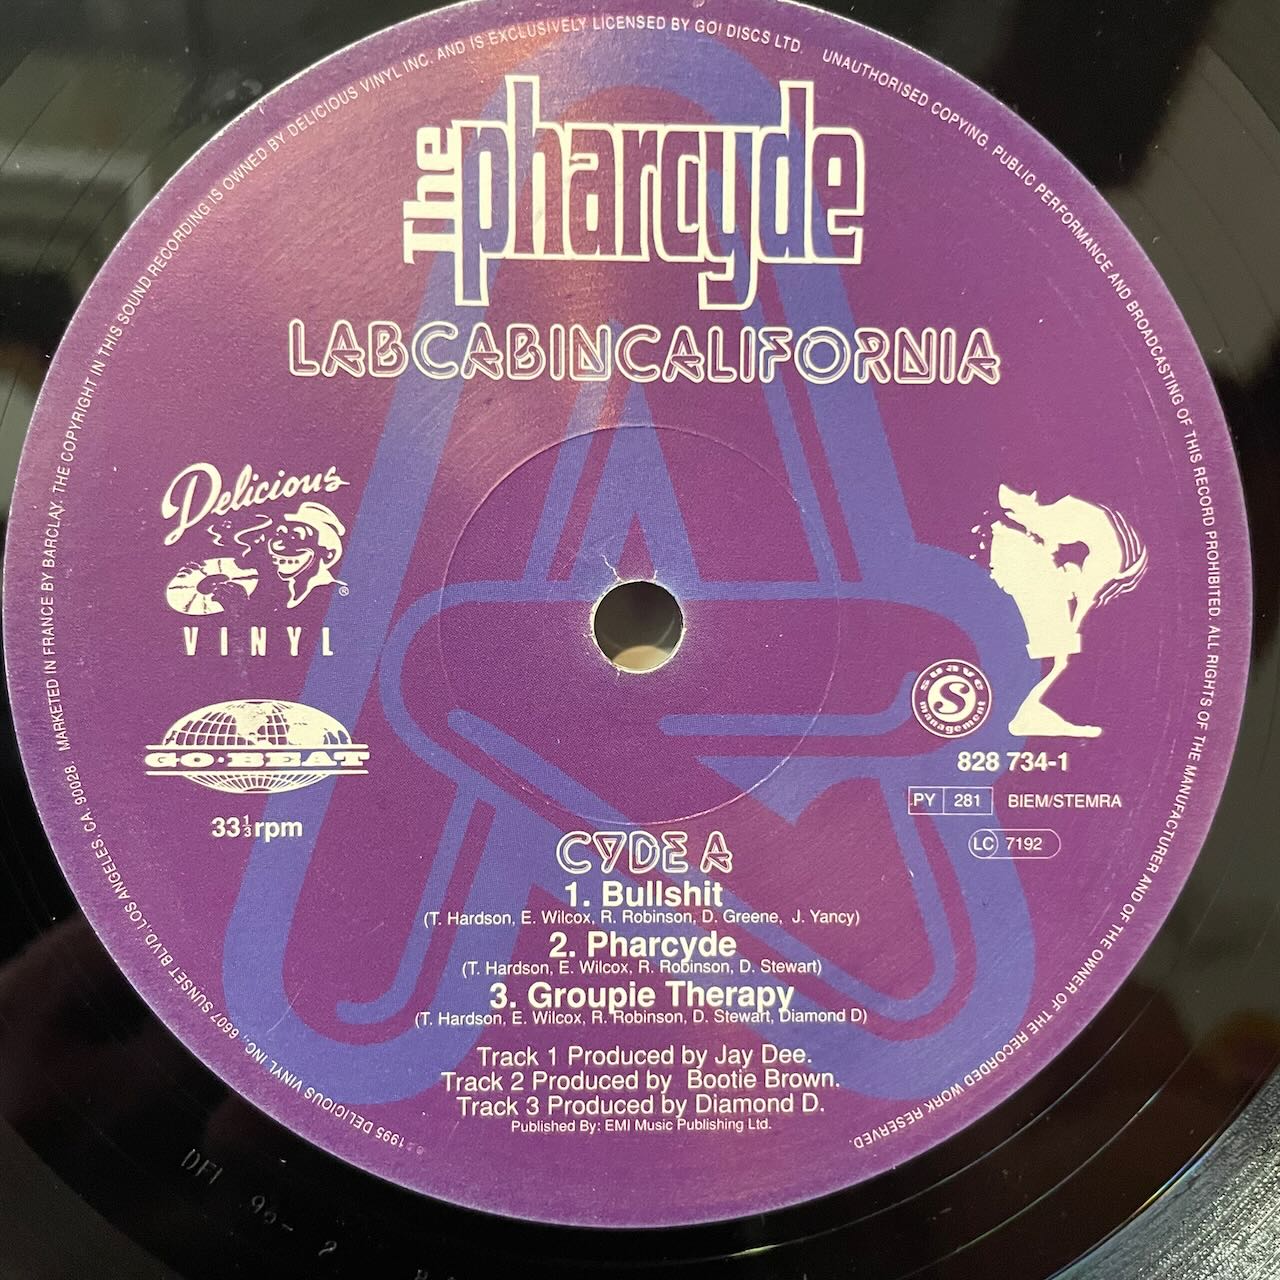 The pharcyde
LABCABINCALIFORNIA
Delicious
VINYL
®
GO·BEAT
33⅓rpm
suave
S
management
828 734-1
PY 281 BIEM/STEMRA
LC 7192
CYDE A
1. Bullshit
(T. Hardson, E. Wilcox, R. Robinson, D. Greene, J. Yancy)
2. Pharcyde
(T. Hardson, E. Wilcox, R. Robinson, D. Stewart)
3. Groupie Therapy
(T. Hardson, E. Wilcox, R. Robinson, D. Stewart, Diamond D)
Track 1 Produced by Jay Dee.
Track 2 Produced by Bootie Brown.
Track 3 Produced by Diamond D.
Published By: EMI Music Publishing Ltd.
1995 DELICIOUS VINYL INC, 6607 SUNSET BLVD. LOS ANGELES, CA. 90028. MARKETED IN FRANCE BY BARCLAY. THE COPYRIGHT IN THIS SOUND RECORDING IS OWNED BY DELICIOUS VINYL INC. AND IS EXCLUSIVELY LICENSED BY GO! DISCS LTD. UNAUTHORISED COPYING, PUBLIC PERFORMANCE AND BROADCASTING OF THIS RECORD PROHIBITED. ALL RIGHTS OF THE MANUFACTURER AND OF THE OWNER OF THE RECORDED WORK RESERVED.